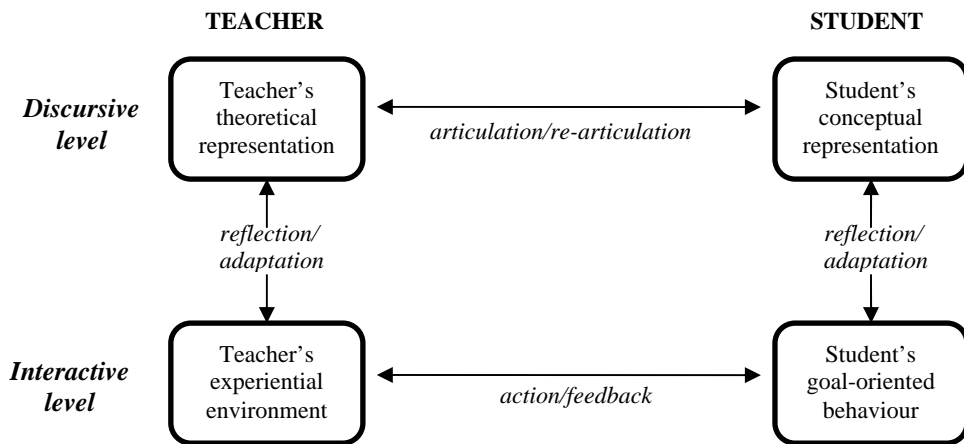 TEACHER
STUDENT
Discursive
level
Teacher’s
theoretical
representation
articulation/re-articulation
Student’s
conceptual
representation
reflection/
adaptation
reflection/
adaptation
Interactive
level
Teacher’s
experiential
environment
action/feedback
Student’s
goal-oriented
behaviour